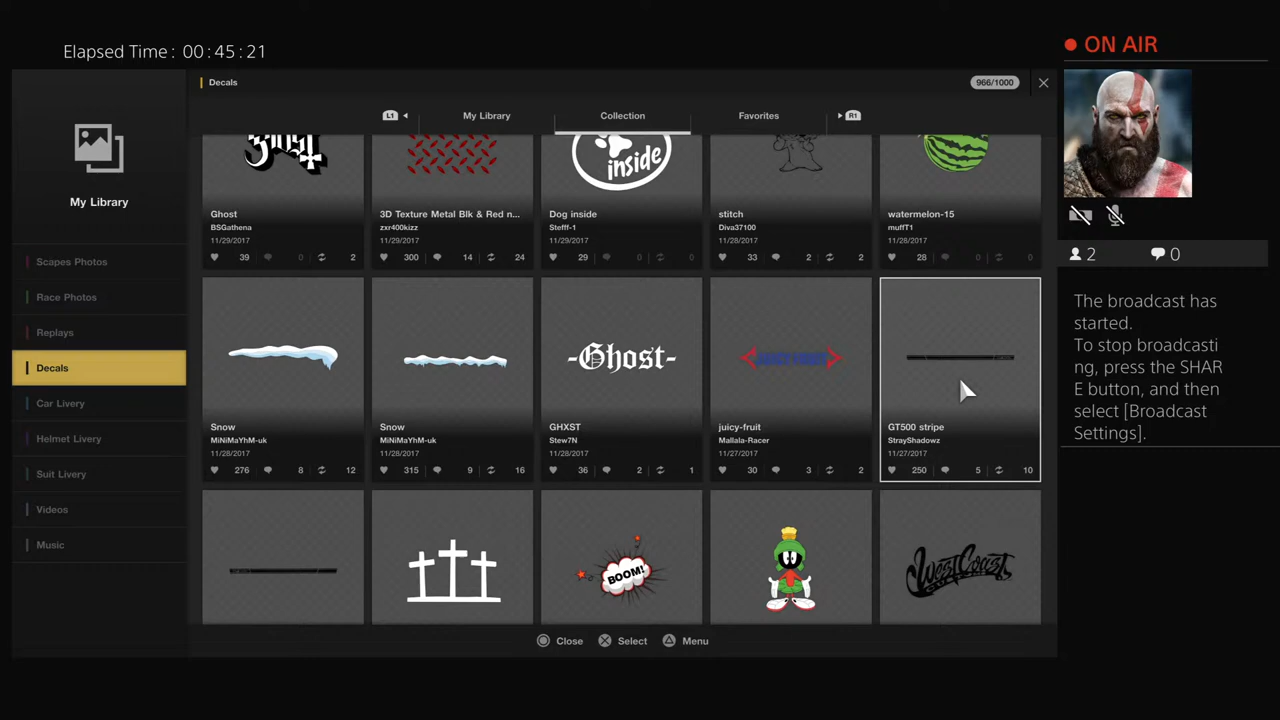 Elapsed Time : 00 : 45 : 21
ON AIR
Decals
966/1000
L1
My Library
Collection
Favorites
R1
My Library
Scapes Photos
Race Photos
Replays
Decals
Car Livery
Helmet Livery
Suit Livery
Videos
Music
Ghost
inside
Ghost
BSGathena
11/29/2017
39 0 2
3D Texture Metal Blk & Red n...
zxr400kizz
11/29/2017
300 14 24
Dog inside
Stefff-1
11/29/2017
29 0 0
stitch
Diva37100
11/28/2017
33 2 2
watermelon-15
muffT1
11/28/2017
28 0 0
-Ghost-
Snow
MiNiMaYhM-uk
11/28/2017
276 8 12
Snow
MiNiMaYhM-uk
11/28/2017
315 9 16
GHXST
Stew7N
11/28/2017
36 2 1
juicy-fruit
Mallala-Racer
11/27/2017
30 3 2
GT500 stripe
StrayShadowz
11/27/2017
250 5 10
BOOM!
West Coast
Close
Select
Menu
2 0
The broadcast has
started.
To stop broadcasti
ng, press the SHAR
E button, and then
select [Broadcast
Settings].